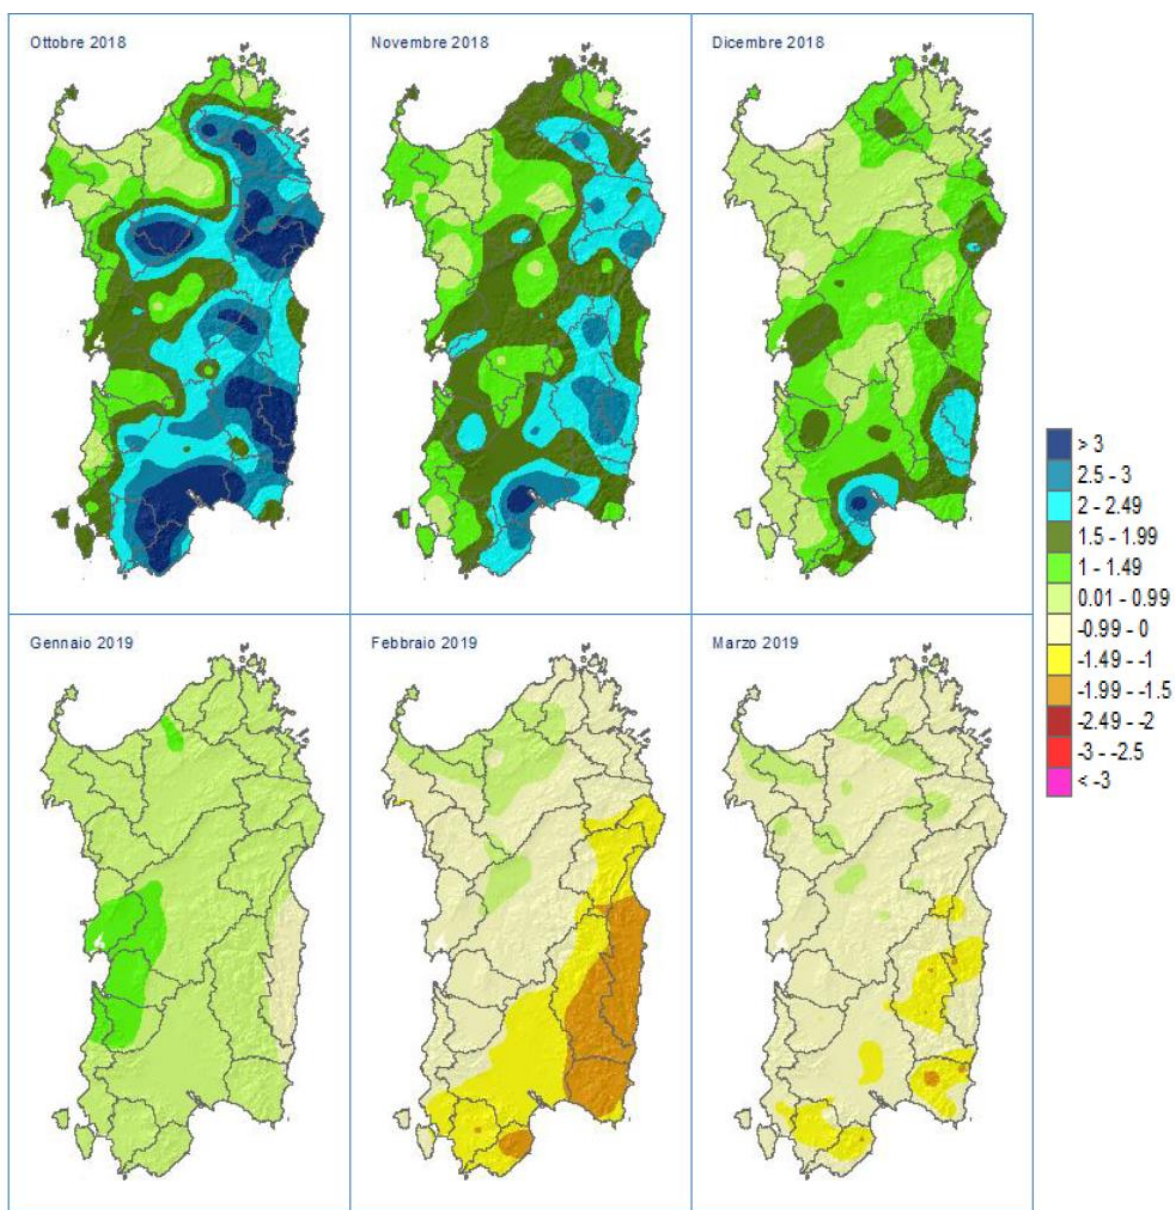 Ottobre 2018
Novembre 2018
Dicembre 2018
> 3
2.5 - 3
2 - 2.49
1.5 - 1.99
1 - 1.49
0.01 - 0.99
-0.99 - 0
-1.49 - -1
-1.99 - -1.5
-2.49 - -2
-3 - -2.5
< -3
Gennaio 2019
Febbraio 2019
Marzo 2019